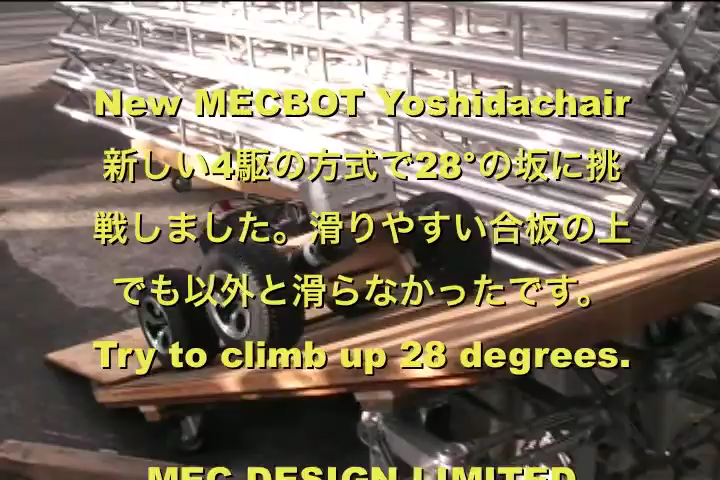 New MECBOT Yoshidachair
新しい4駆の方式で28°の坂に挑
戦しました。滑りやすい合板の上
でも以外と滑らなかったです。
Try to climb up 28 degrees.
MEC DESIGN LIMITED